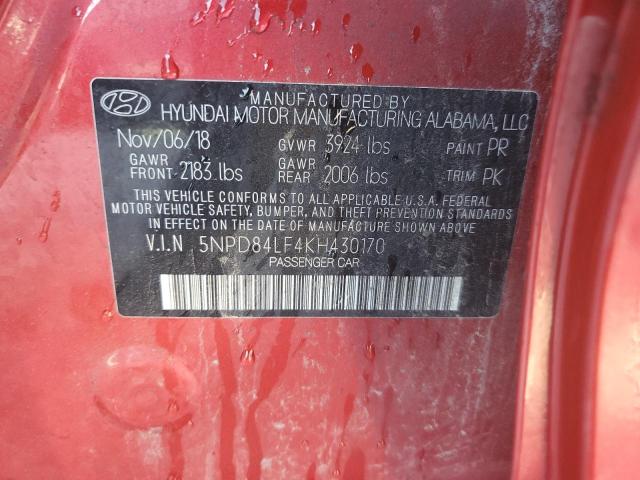 MANUFACTURED BY
HYUNDAI MOTOR MANUFACTURING ALABAMA, LLC
Nov/06/18 GVWR 3924 lbs PAINT PR
GAWR FRONT 2183 lbs GAWR REAR 2006 lbs TRIM PK
THIS VEHICLE CONFORMS TO ALL APPLICABLE U.S.A. FEDERAL
MOTOR VEHICLE SAFETY, BUMPER, AND THEFT PREVENTION STANDARDS
IN EFFECT ON THE DATE OF MANUFACTURE SHOWN ABOVE
V.I.N 5NPD84LF4KH430170
PASSENGER CAR